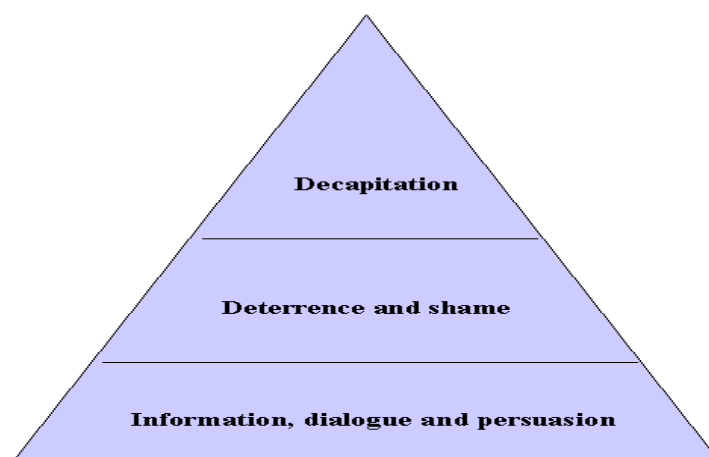 Decapitation
Deterrence and shame
Information, dialogue and persuasion